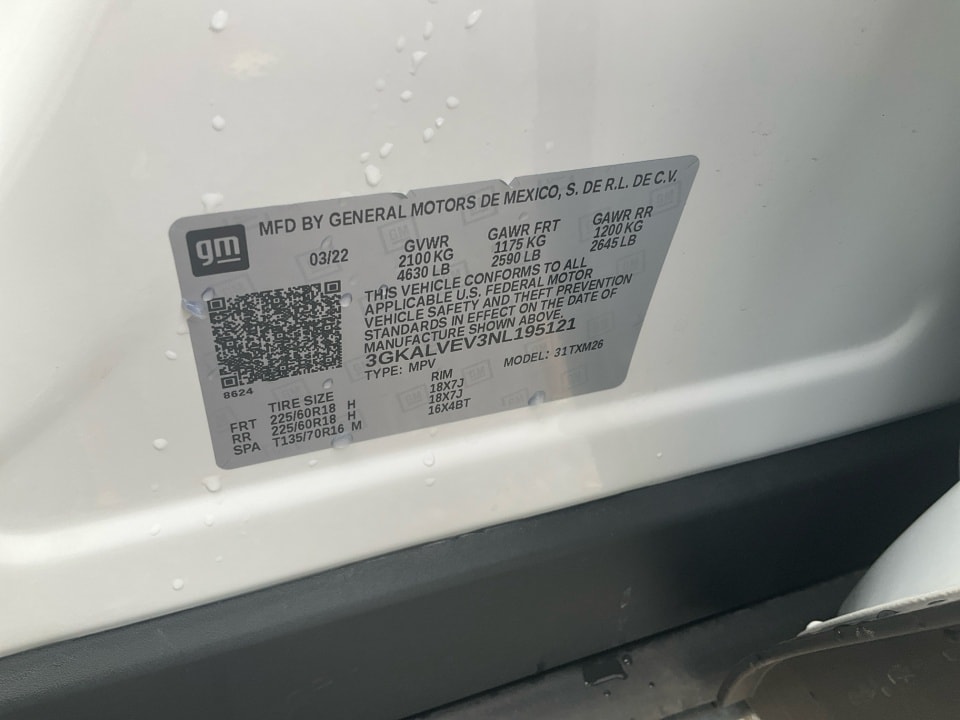 gm
MFD BY GENERAL MOTORS DE MEXICO, S. DE R.L. DE C.V.
03/22
GVWR
2100 KG
4630 LB
GAWR FRT
1175 KG
2590 LB
GAWR RR
1200 KG
2645 LB
THIS VEHICLE CONFORMS TO ALL
APPLICABLE U.S. FEDERAL MOTOR
VEHICLE SAFETY AND THEFT PREVENTION
STANDARDS IN EFFECT ON THE DATE OF
MANUFACTURE SHOWN ABOVE.
3GKALVEV3NL195121
TYPE: MPV MODEL: 31TXM26
8624
TIRE SIZE RIM
FRT 225/60R18 H 18X7J
RR 225/60R18 H 18X7J
SPA T135/70R16 M 16X4BT